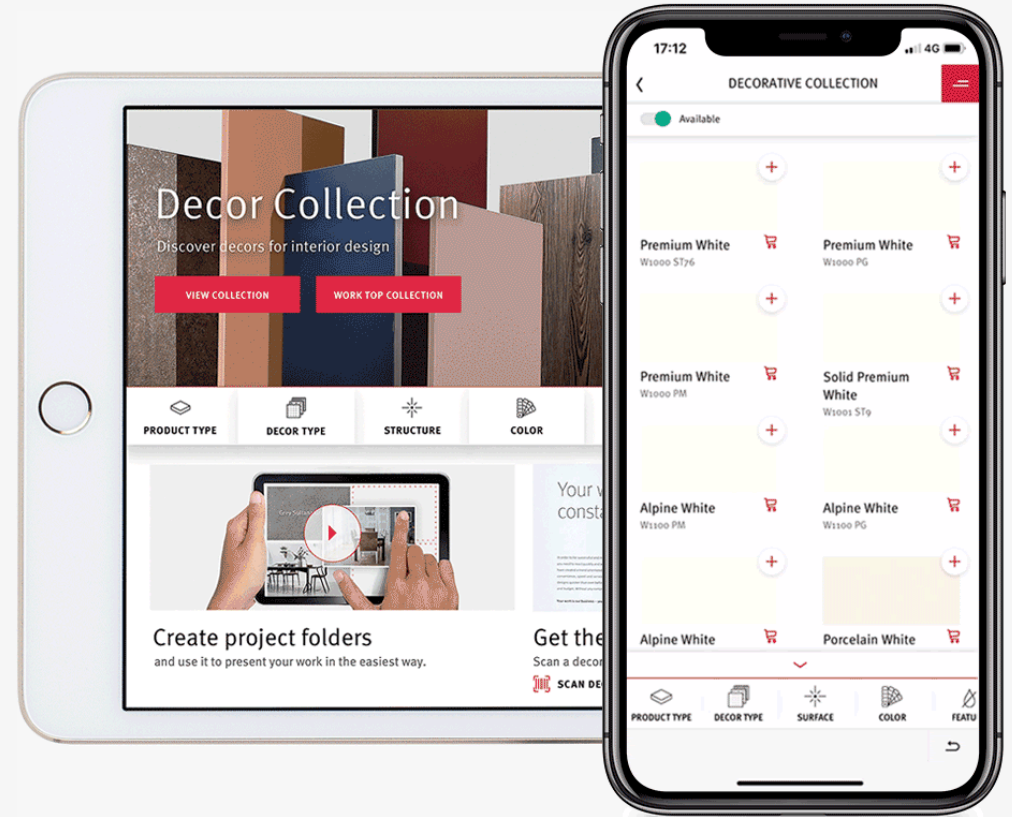 Decor Collection
Discover decors for interior design
VIEW COLLECTION
WORK TOP COLLECTION
PRODUCT TYPE
DECOR TYPE
STRUCTURE
COLOR
Your
consta
Create project folders
and use it to present your work in the easiest way.
Get the
Scan a decor
SCAN DE
17:12
4G
DECORATIVE COLLECTION
Available
Premium White
W1000 ST76
Premium White
W1000 PG
Premium White
W1000 PM
Solid Premium
White
W1001 ST9
Alpine White
W1100 PM
Alpine White
W1100 PG
Alpine White
Porcelain White
PRODUCT TYPE
DECOR TYPE
SURFACE
COLOR
FEATU